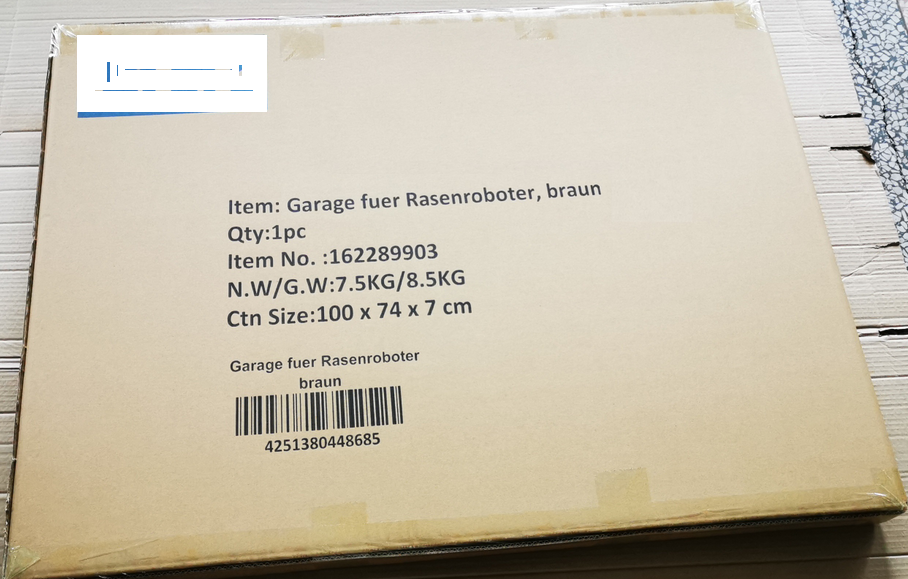 Item: Garage fuer Rasenroboter, braun
Qty:1pc
Item No. :162289903
N.W/G.W:7.5KG/8.5KG
Ctn Size:100 x 74 x 7 cm
Garage fuer Rasenroboter
braun
4251380448685